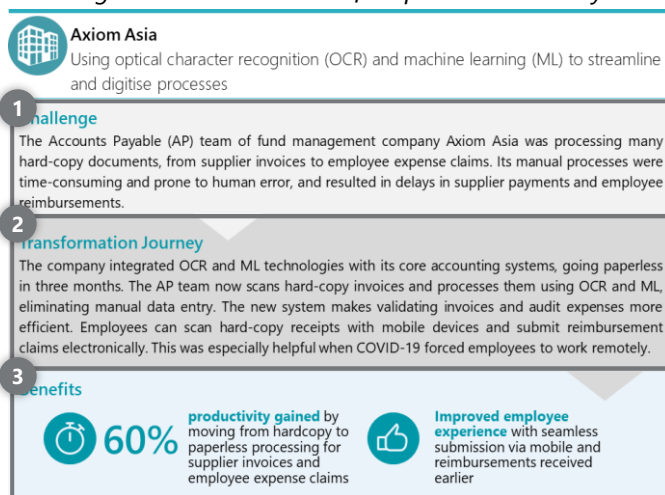 Axiom Asia
Using optical character recognition (OCR) and machine learning (ML) to streamline
and digitise processes
1
hallenge
The Accounts Payable (AP) team of fund management company Axiom Asia was processing many
hard-copy documents, from supplier invoices to employee expense claims. Its manual processes were
time-consuming and prone to human error, and resulted in delays in supplier payments and employee
reimbursements.
2
Transformation Journey
The company integrated OCR and ML technologies with its core accounting systems, going paperless
in three months. The AP team now scans hard-copy invoices and processes them using OCR and ML,
eliminating manual data entry. The new system makes validating invoices and audit expenses more
efficient. Employees can scan hard-copy receipts with mobile devices and submit reimbursement
claims electronically. This was especially helpful when COVID-19 forced employees to work remotely.
3
enefits
60%
productivity gained by
moving from hardcopy to
paperless processing for
supplier invoices and
employee expense claims
Improved employee
experience with seamless
submission via mobile and
reimbursements received
earlier